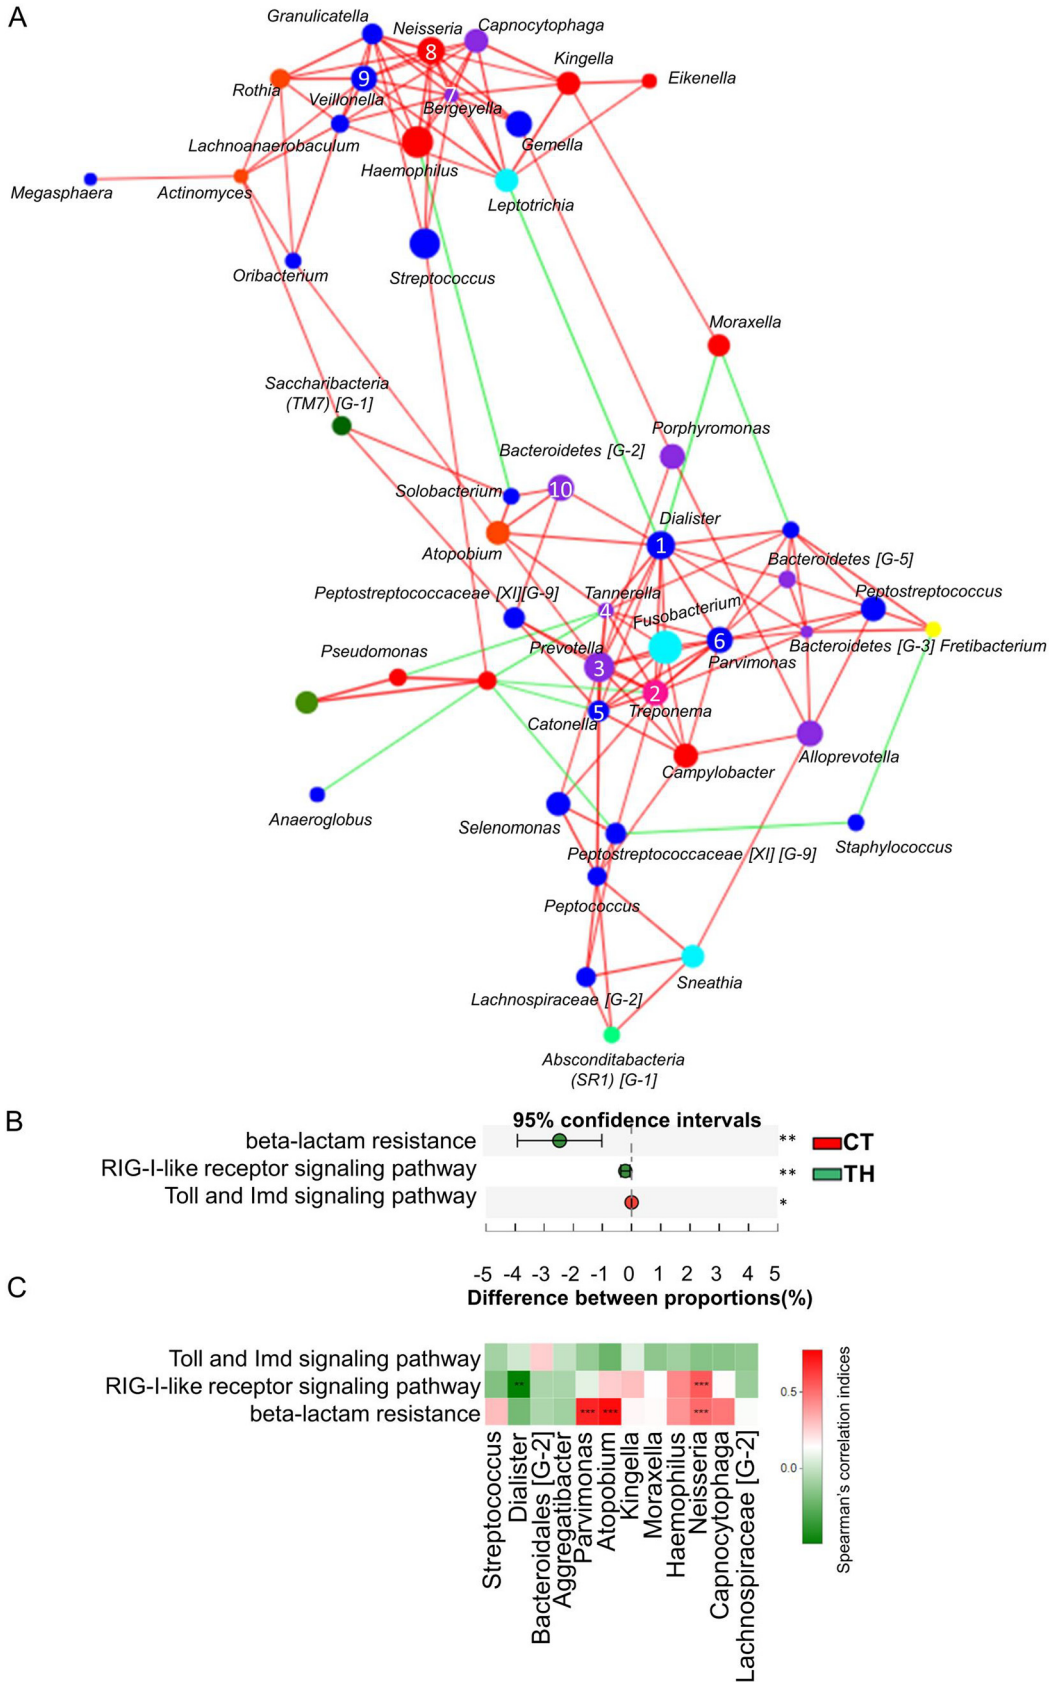 A
Granulicatella
Neisseria
Capnocytophaga
8
Kingella
Eikenella
Rothia
9
Veillonella
7
Bergeyella
Lachnoanaerobaculum
Gemella
Haemophilus
Megasphaera
Actinomyces
Leptotrichia
Oribacterium
Streptococcus
Moraxella
Saccharibacteria
(TM7) [G-1]
Porphyromonas
Bacteroidetes [G-2]
Solobacterium
10
Dialister
1
Atopobium
Bacteroidetes [G-5]
Peptostreptococcaceae [XI][G-9]
Tannerella
4
Peptostreptococcus
Fusobacterium
Prevotella
6
Bacteroidetes [G-3] Fretibacterium
Pseudomonas
3
Parvimonas
2
Treponema
5
Catonella
Campylobacter
Alloprevotella
Anaeroglobus
Selenomonas
Peptostreptococcaceae [XI] [G-9]
Staphylococcus
Peptococcus
Sneathia
Lachnospiraceae [G-2]
Absconditabacteria
(SR1) [G-1]
B
95% confidence intervals
beta-lactam resistance ** CT
RIG-I-like receptor signaling pathway ** TH
Toll and Imd signaling pathway *
-5 -4 -3 -2 -1 0 1 2 3 4 5
Difference between proportions(%)
C
Toll and Imd signaling pathway
RIG-I-like receptor signaling pathway ** ***
beta-lactam resistance *** *** ***
Streptococcus
Dialister
Bacteroidales [G-2]
Aggregatibacter
Parvimonas
Atopobium
Kingella
Moraxella
Haemophilus
Neisseria
Capnocytophaga
Lachnospiraceae [G-2]
0.5
0.0
Spearman's correlation indices